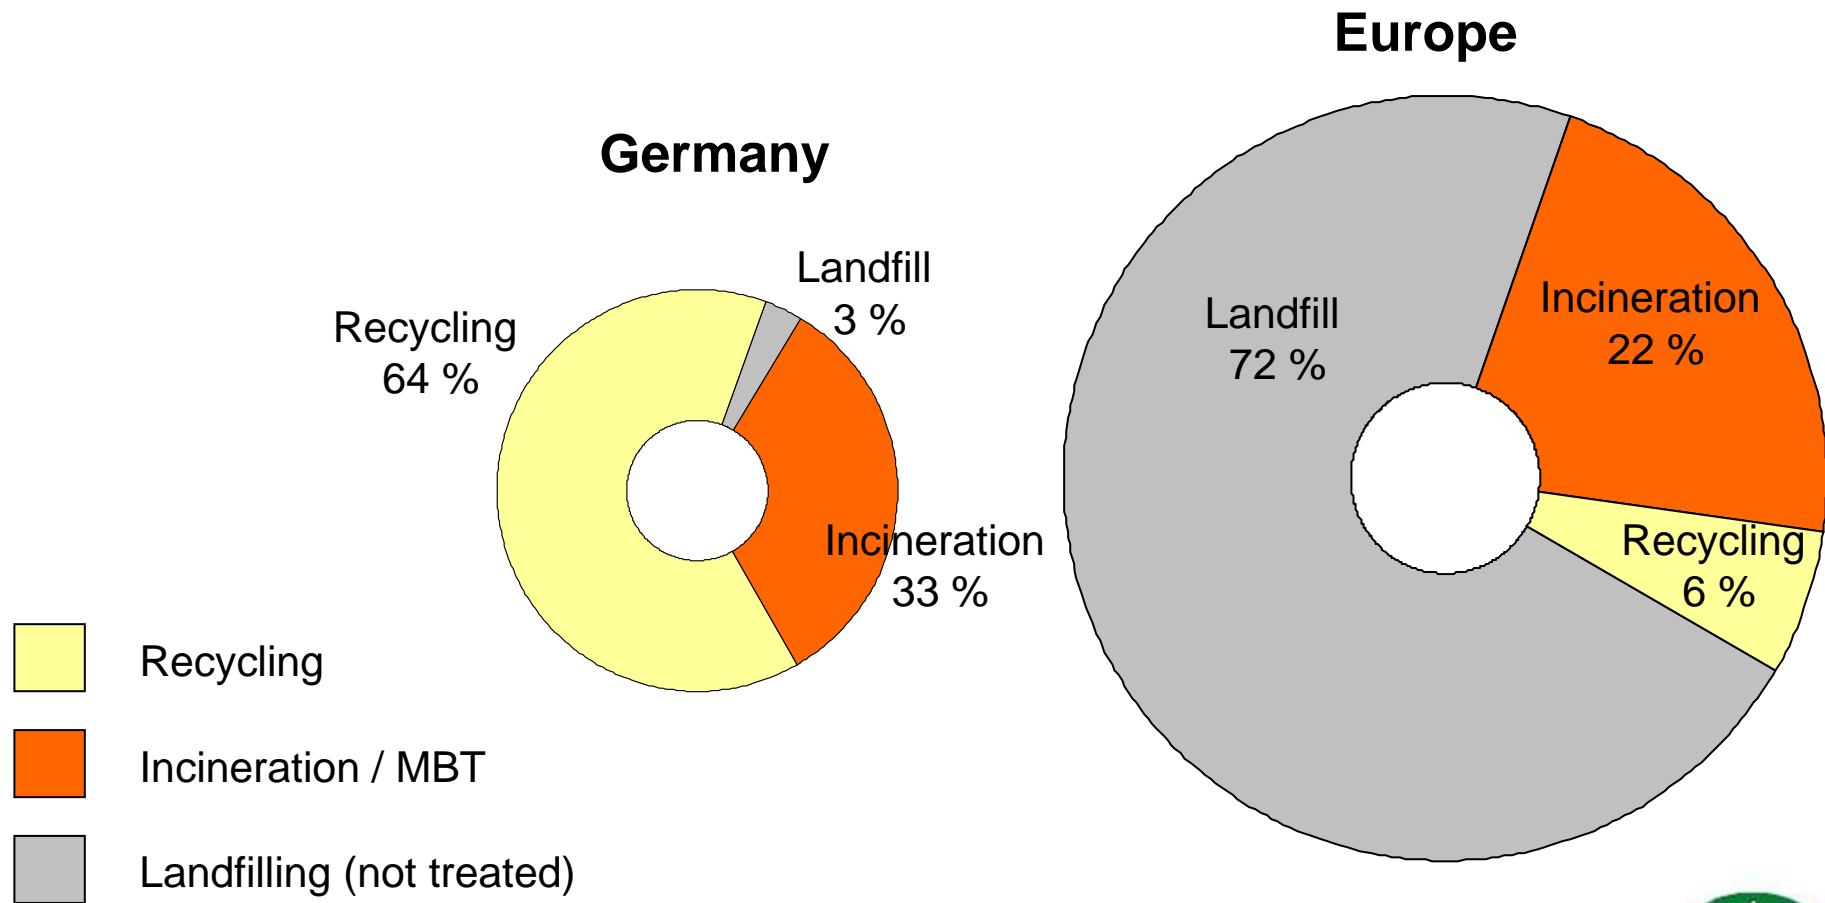 Europe
Germany
Landfill
3 %
Recycling
64 %
Incineration
33 %
Landfill
72 %
Incineration
22 %
Recycling
6 %
Recycling
Incineration / MBT
Landfilling (not treated)